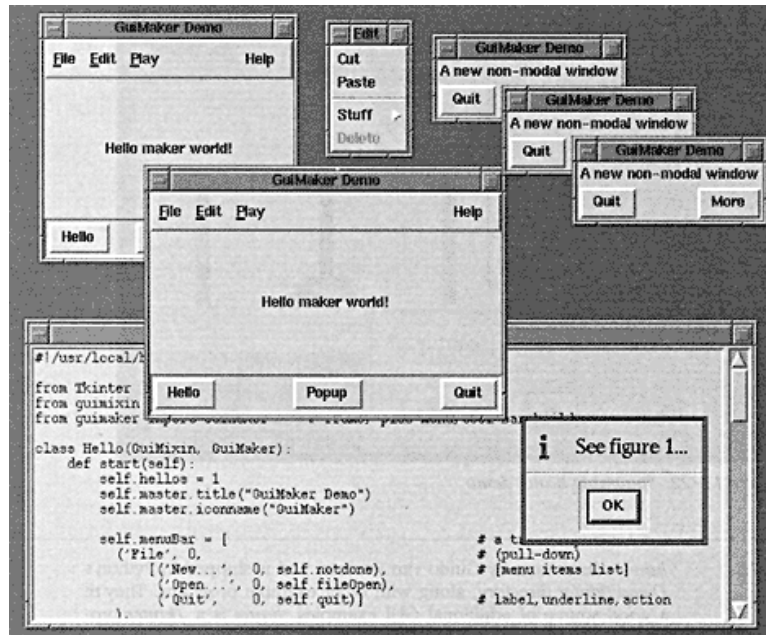 GuiMaker Demo
File Edit Play Help
Hello maker world!
Hello
Edit
Cut
Paste
Stuff
Delete
GuiMaker Demo
A new non-modal window
Quit
GuiMaker Demo
A new non-modal window
Quit
GuiMaker Demo
A new non-modal window
Quit More
GuiMaker Demo
File Edit Play Help
Hello maker world!
Hello Popup Quit
#!/usr/local/b
from Tkinter
from guimixin
from guimaker
class Hello(GuiMixin, GuiMaker):
def start(self):
self.hellos = 1
self.master.title("GuiMaker Demo")
self.master.iconname("GuiMaker")
self.menuBar = [ # a t
('File', 0, # (pull-down)
[('New...', 0, self.notdone), # [menu items list]
('Open...', 0, self.fileOpen),
('Quit', 0, self.quit)] # label,underline,action
),
i See figure 1...
OK